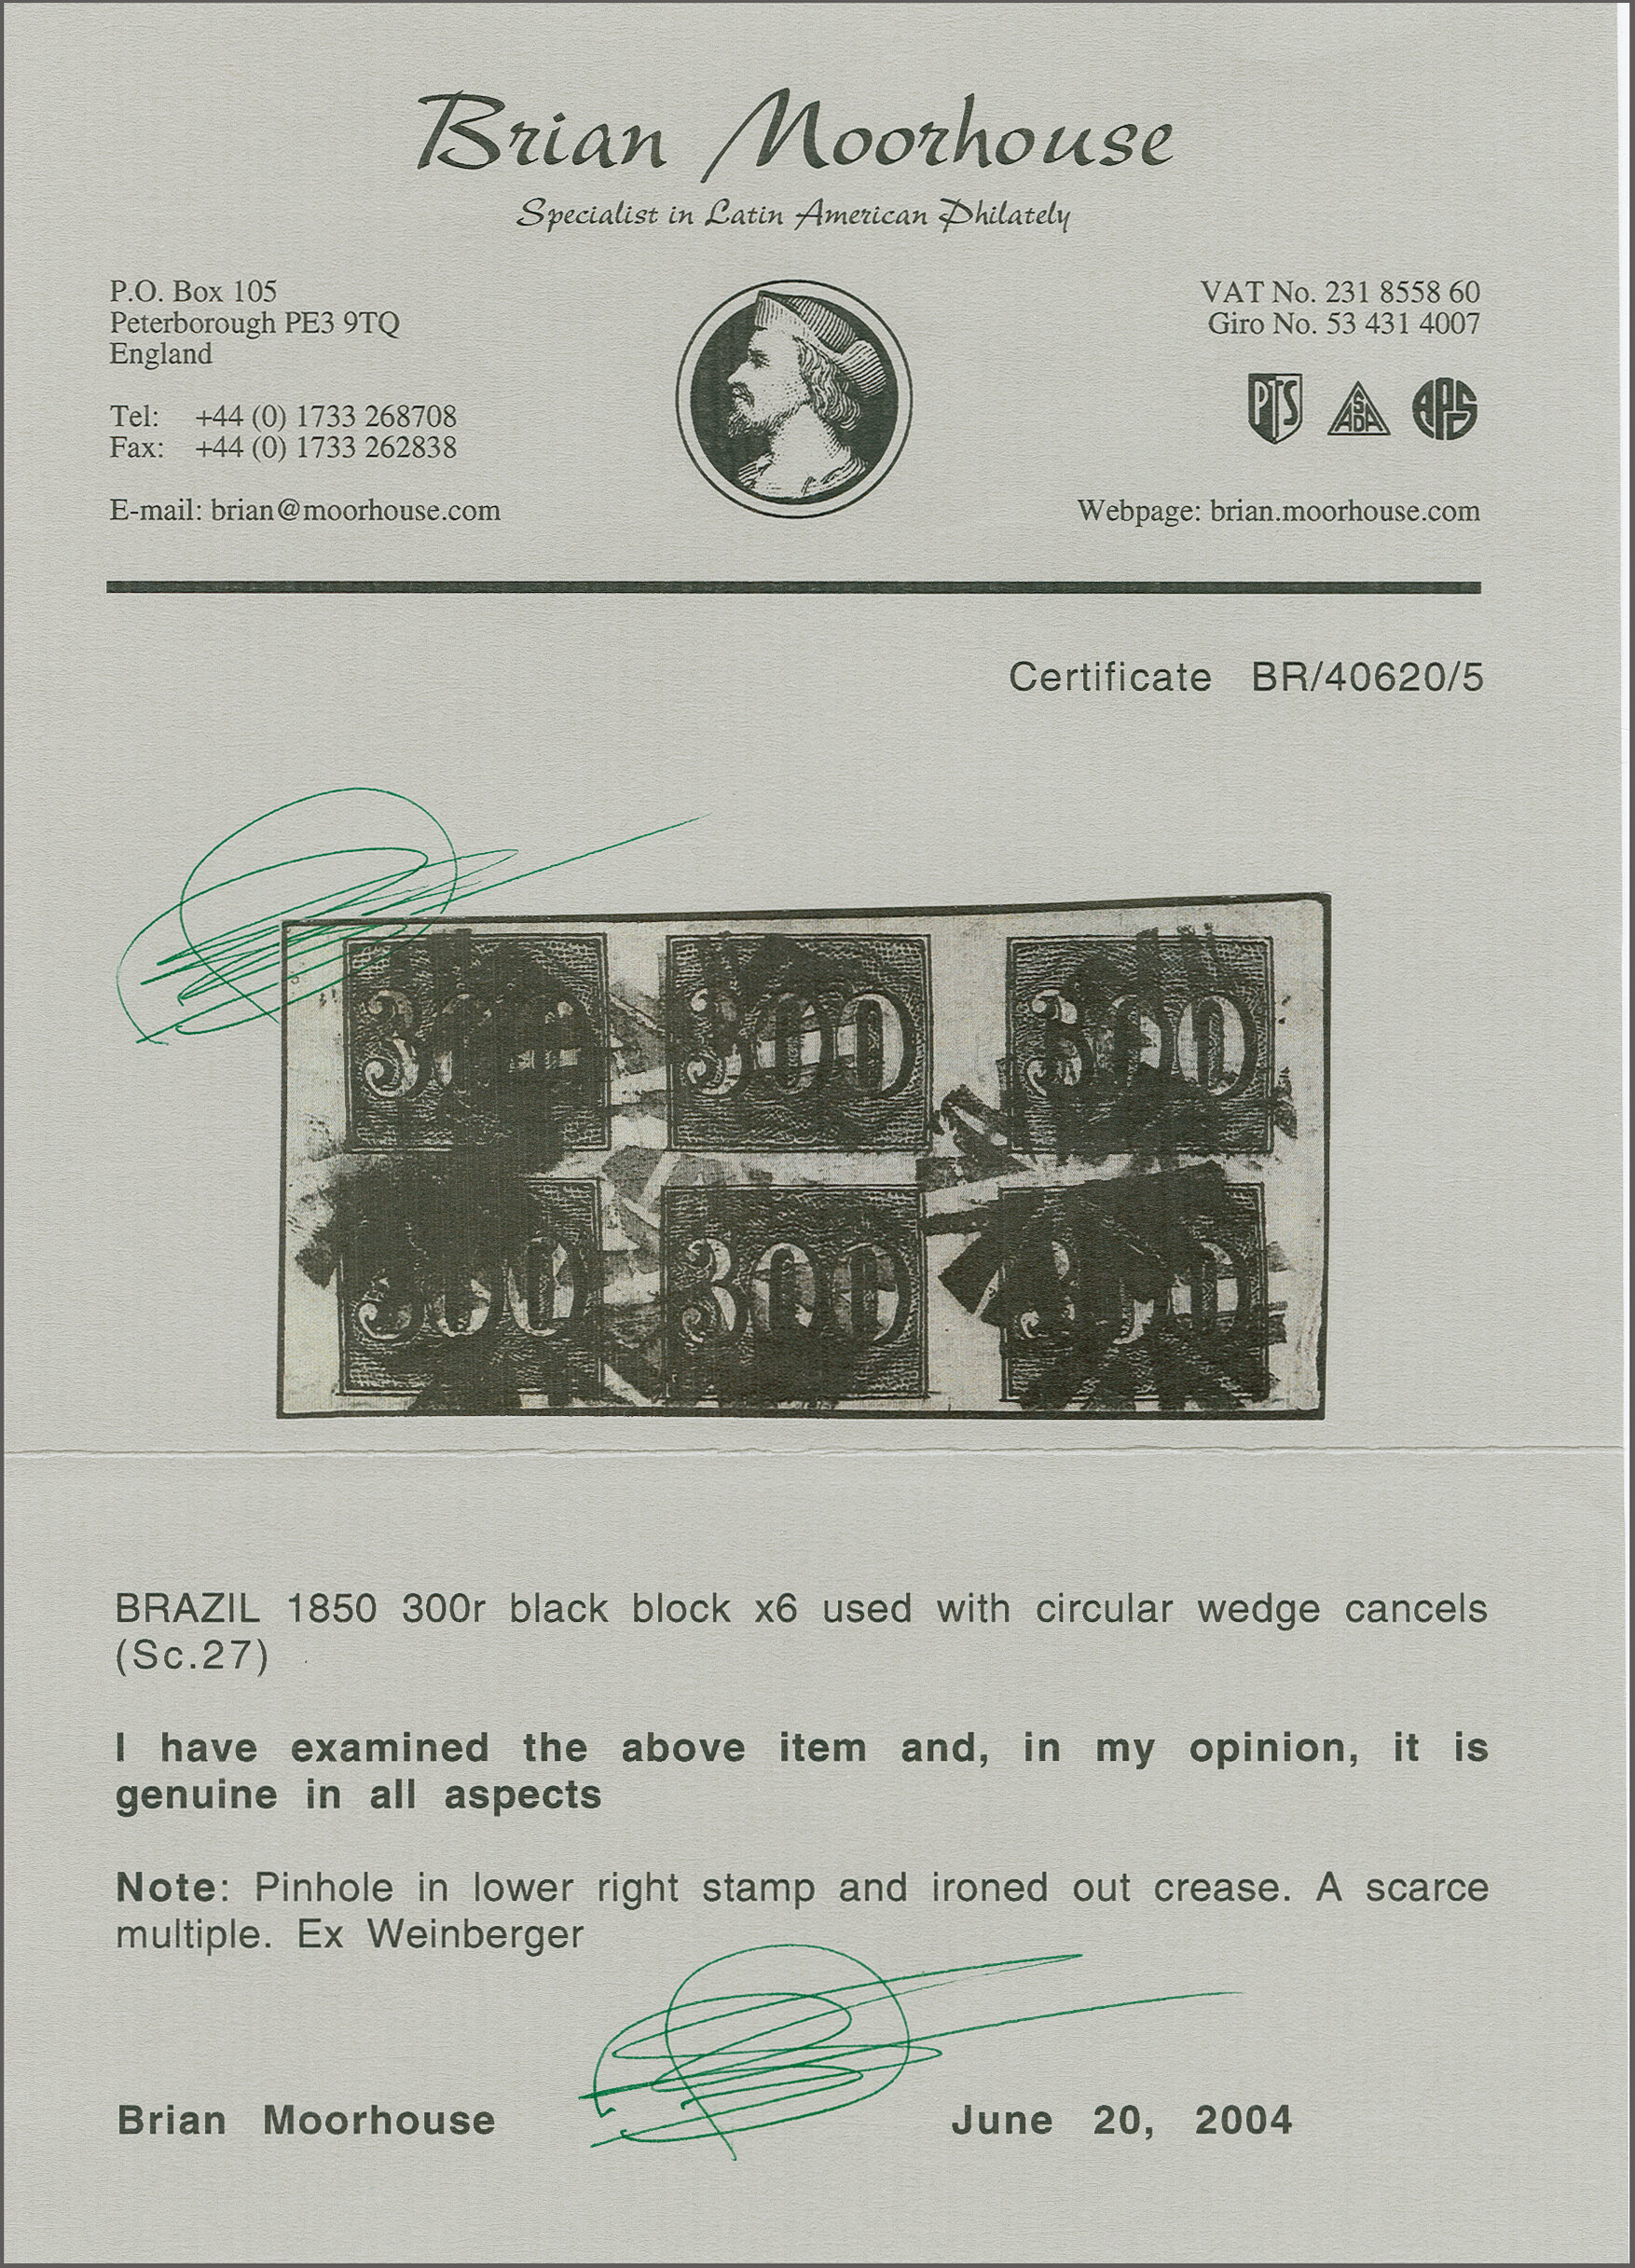 Brian Moorhouse
Specialist in Latin American Philately
P.O. Box 105
Peterborough PE3 9TQ
England
Tel: +44 (0) 1733 268708
Fax: +44 (0) 1733 262838
E-mail: brian@moorhouse.com
VAT No. 231 8558 60
Giro No. 53 431 4007
PTS ASDA APS
Webpage: brian.moorhouse.com
Certificate BR/40620/5
300 300 300
300 300 300
BRAZIL 1850 300r black block x6 used with circular wedge cancels
(Sc.27)
I have examined the above item and, in my opinion, it is
genuine in all aspects
Note: Pinhole in lower right stamp and ironed out crease. A scarce
multiple. Ex Weinberger
Brian Moorhouse June 20, 2004